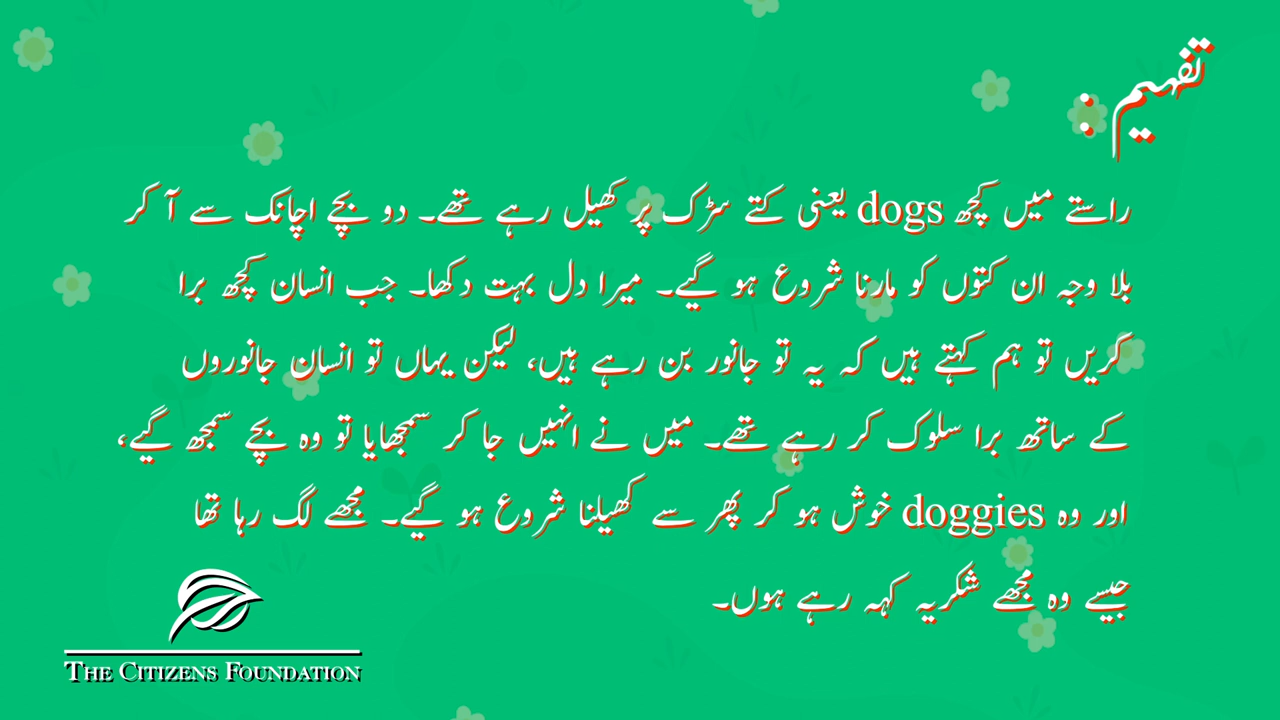 تفہیم :
راستے میں کچھ dogs یعنی کتے سڑک پر کھیل رہے تھے۔ دو بچے اچانک سے آ کر
بلا وجہ ان کتوں کو مارنا شروع ہو گیے۔ میرا دل بہت دکھا۔ جب انسان کچھ برا
کریں تو ہم کہتے ہیں کہ یہ تو جانور بن رہے ہیں، لیکن یہاں تو انسان جانوروں
کے ساتھ برا سلوک کر رہے تھے۔ میں نے انہیں جا کر سمجھایا تو وہ بچے سمجھ گیے،
اور وہ doggies خوش ہو کر پھر سے کھیلنا شروع ہو گیے۔ مجھے لگ رہا تھا
جیسے وہ مجھے شکریہ کہہ رہے ہوں۔
THE CITIZENS FOUNDATION